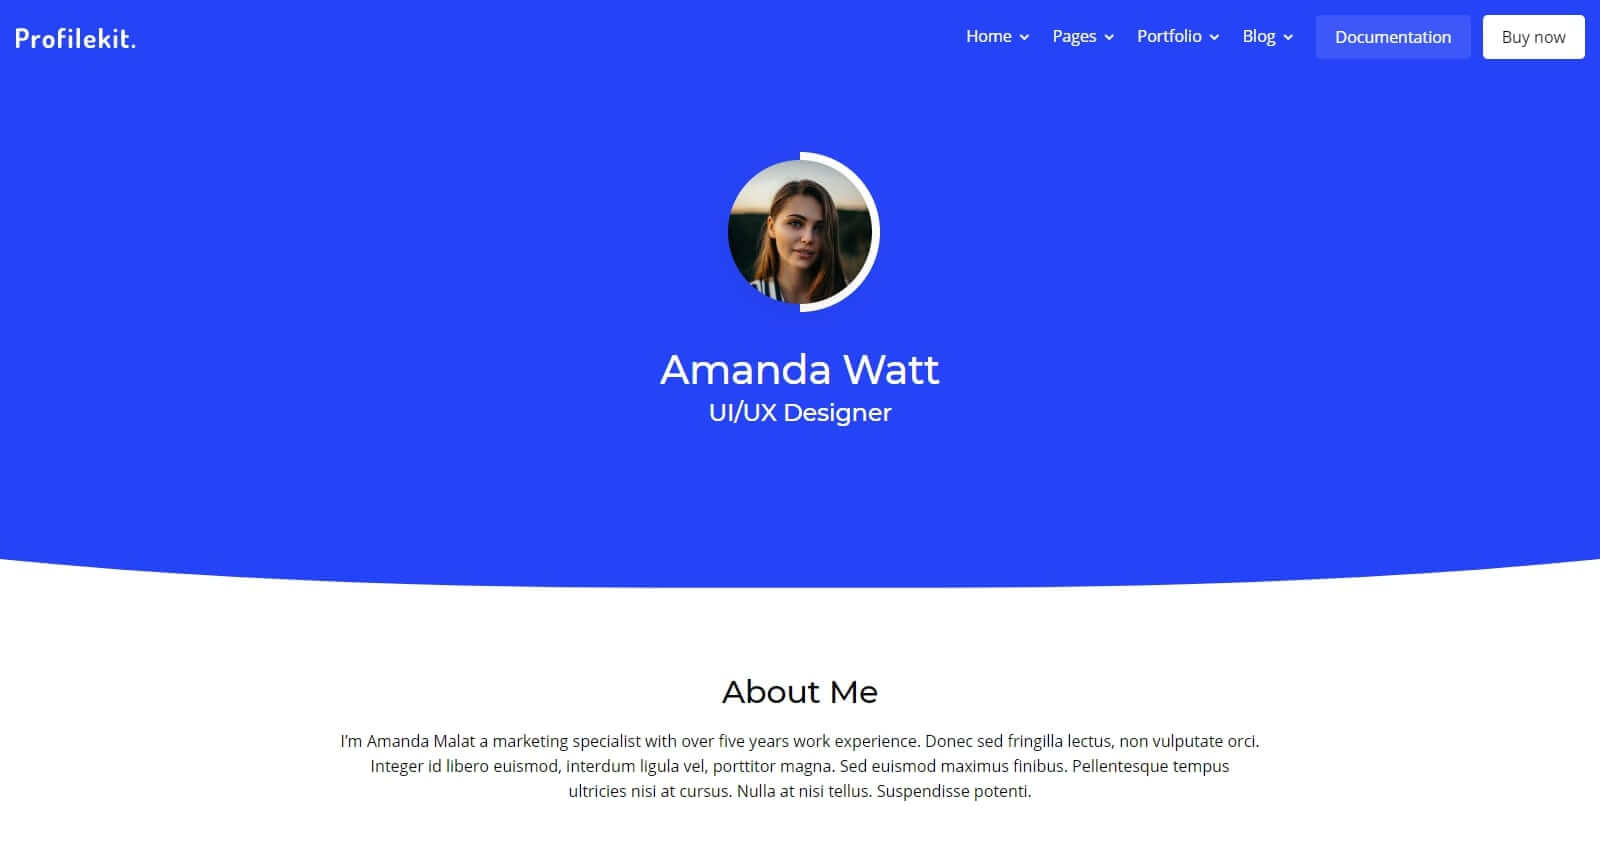 Profilekit.
Home Pages Portfolio Blog Documentation Buy now
Amanda Watt
UI/UX Designer
About Me
I'm Amanda Malat a marketing specialist with over five years work experience. Donec sed fringilla lectus, non vulputate orci.
Integer id libero euismod, interdum ligula vel, porttitor magna. Sed euismod maximus finibus. Pellentesque tempus
ultricies nisi at cursus. Nulla at nisi tellus. Suspendisse potenti.